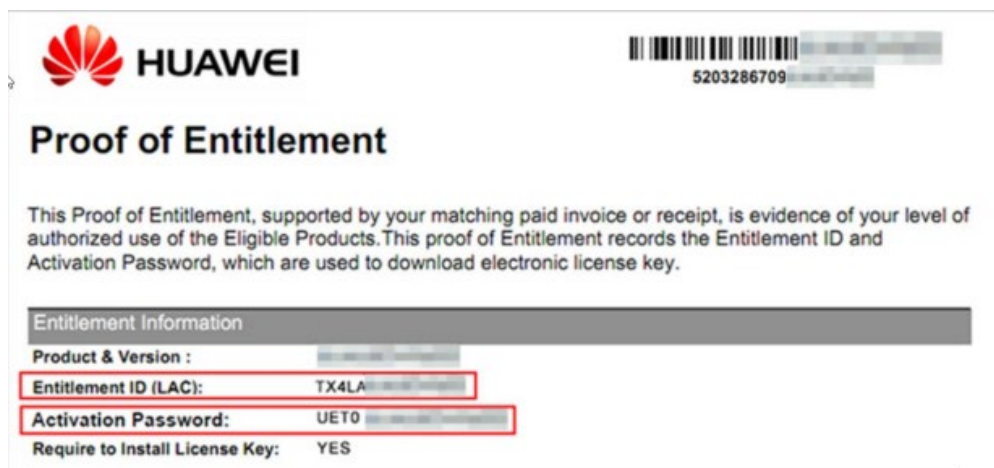 HUAWEI
5203286709
Proof of Entitlement
This Proof of Entitlement, supported by your matching paid invoice or receipt, is evidence of your level of
authorized use of the Eligible Products.This proof of Entitlement records the Entitlement ID and
Activation Password, which are used to download electronic license key.
Entitlement Information
Product & Version :
Entitlement ID (LAC): TX4LA
Activation Password: UET0
Require to Install License Key: YES